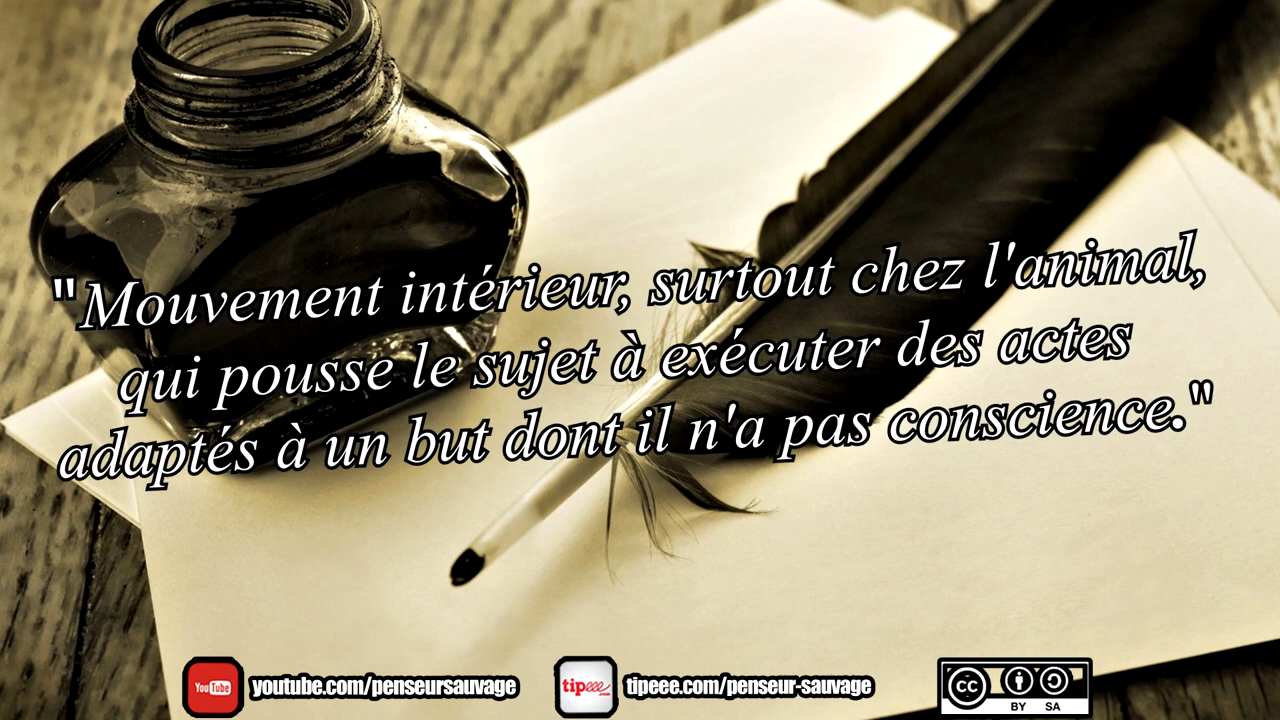 "Mouvement intérieur, surtout chez l'animal,
qui pousse le sujet à exécuter des actes
adaptés à un but dont il n'a pas conscience."
YouTube youtube.com/penseursauvage
tipeee tipeee.com/penseur-sauvage
cc BY SA